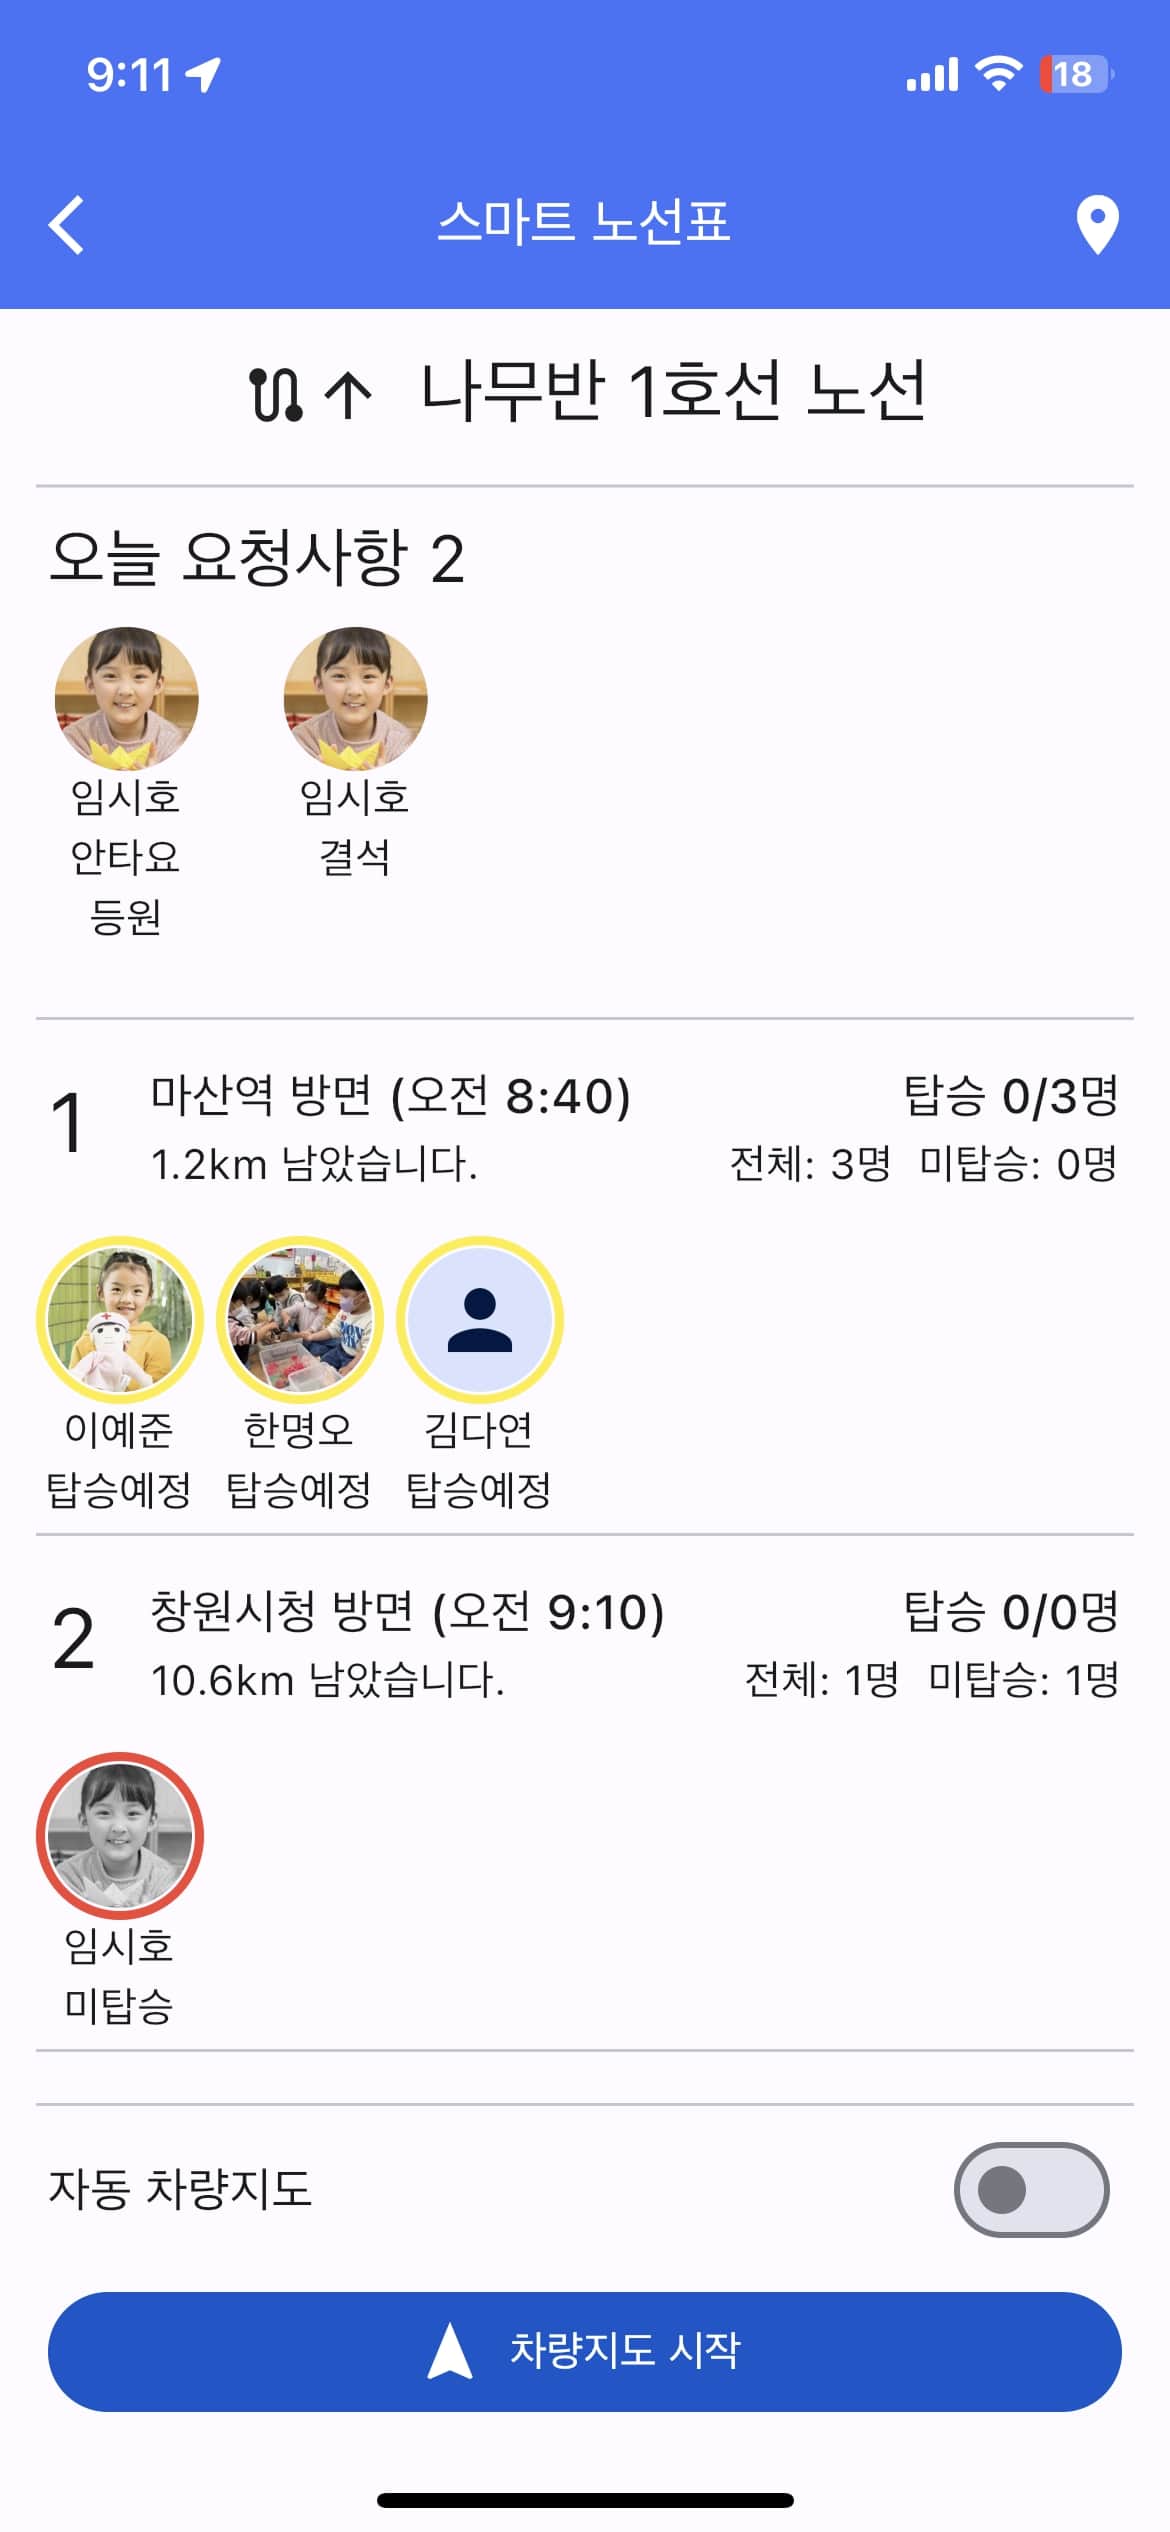 9:11
18
스마트 노선표
나무반 1호선 노선
오늘 요청사항 2
임시호
안타요
등원
임시호
결석
1
마산역 방면 (오전 8:40)
탑승 0/3명
1.2km 남았습니다.
전체: 3명 미탑승: 0명
이예준
탑승예정
한명오
탑승예정
김다연
탑승예정
2
창원시청 방면 (오전 9:10)
탑승 0/0명
10.6km 남았습니다.
전체: 1명 미탑승: 1명
임시호
미탑승
자동 차량지도
차량지도 시작